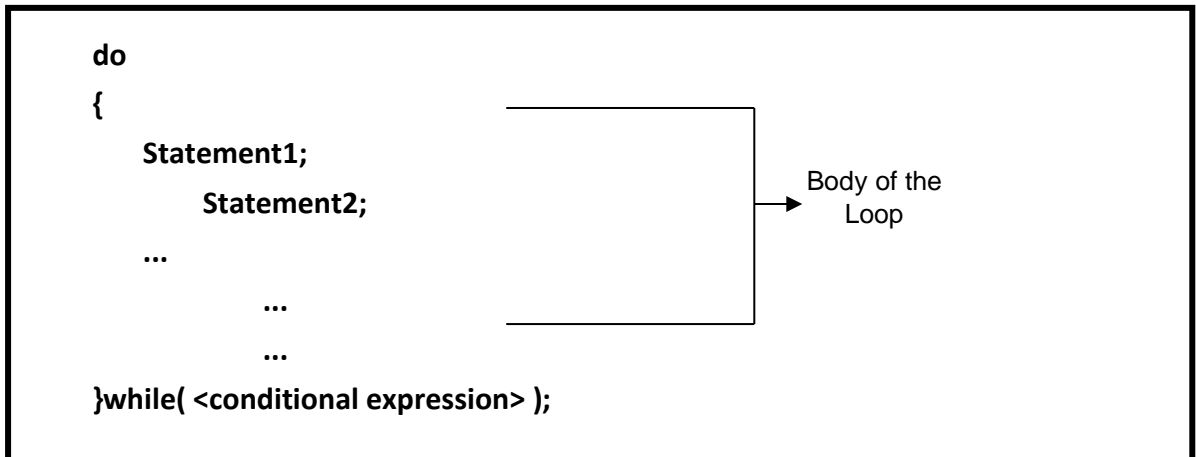 do
{
Statement1;
Statement2;
...
...
...
}while( <conditional expression> );
Body of the
Loop